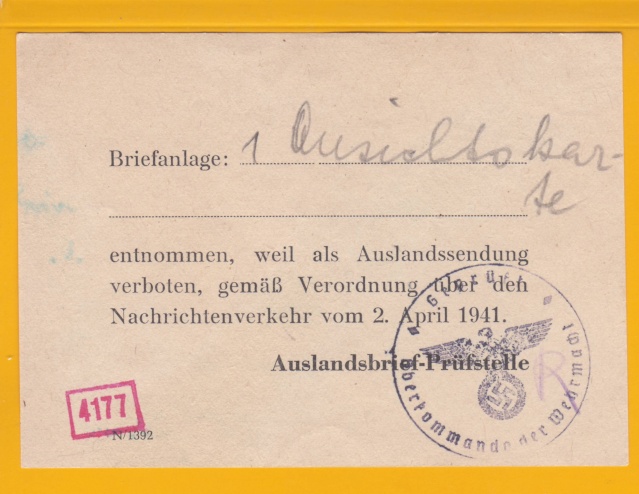 Briefanlage: 1 Ansichtskar-
te
entnommen, weil als Auslandssendung
verboten, gemäß Verordnung über den
Nachrichtenverkehr vom 2. April 1941.
Auslandsbrief-Prüfstelle
Geprüft
Oberkommando der Wehrmacht
R
4177
N/1392